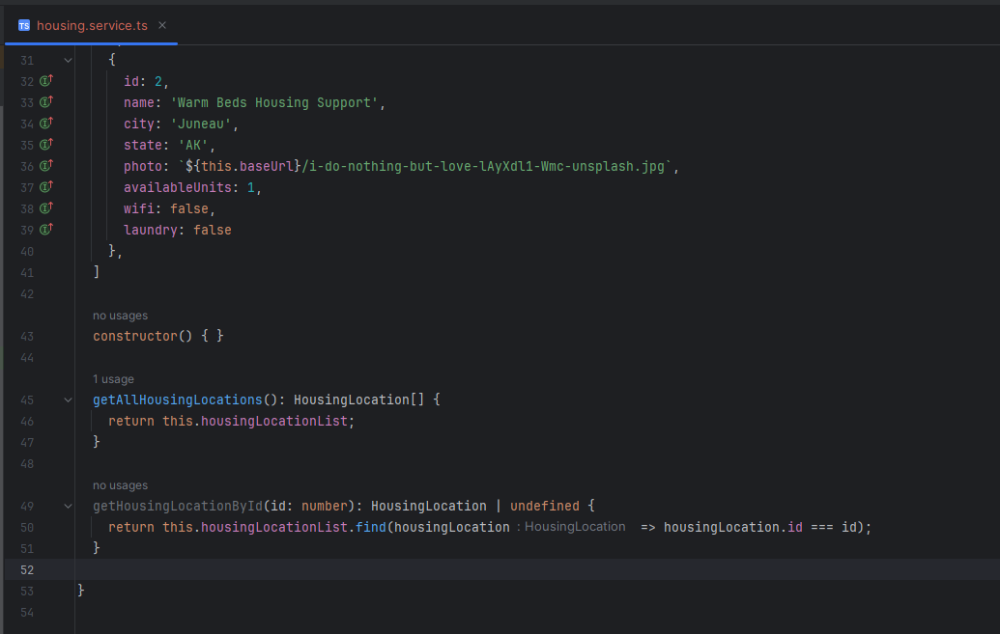 TS housing.service.ts ×
31 {
32 id: 2,
33 name: 'Warm Beds Housing Support',
34 city: 'Juneau',
35 state: 'AK',
36 photo: `${this.baseUrl}/i-do-nothing-but-love-lAyXdl1-Wmc-unsplash.jpg`,
37 availableUnits: 1,
38 wifi: false,
39 laundry: false
40 },
41 ]
42
no usages
43 constructor() { }
44
1 usage
45 getAllHousingLocations(): HousingLocation[] {
46 return this.housingLocationList;
47 }
48
no usages
49 getHousingLocationById(id: number): HousingLocation | undefined {
50 return this.housingLocationList.find(housingLocation : HousingLocation => housingLocation.id === id);
51 }
52
53 }
54